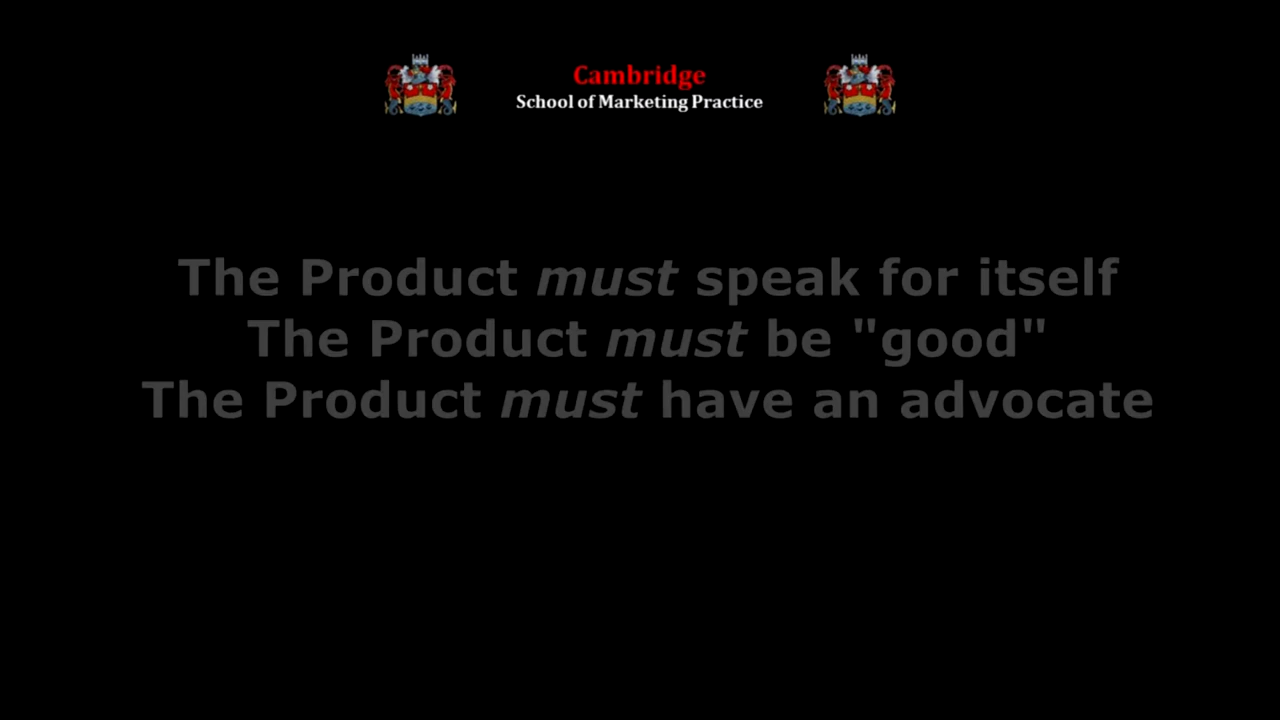 Cambridge
School of Marketing Practice
The Product must speak for itself
The Product must be "good"
The Product must have an advocate